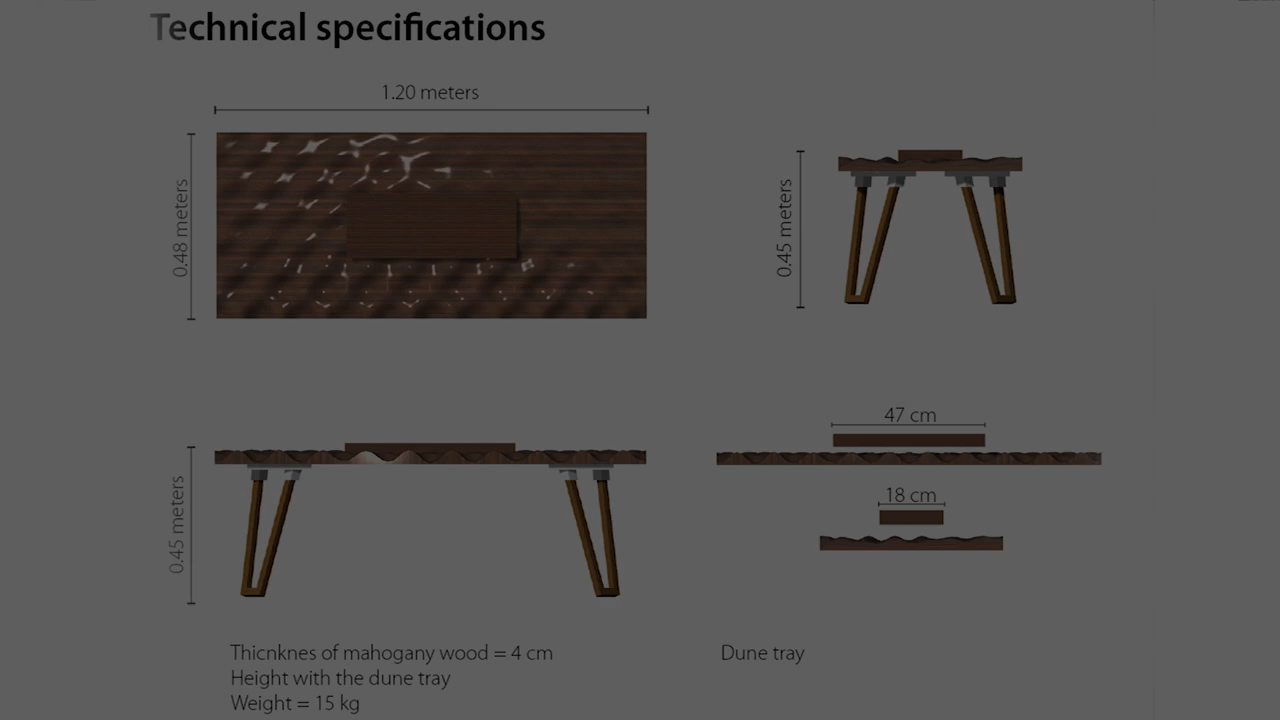 Technical specifications
1.20 meters
0.48 meters
0.45 meters
47 cm
18 cm
0.45 meters
Thicnknes of mahogany wood = 4 cm
Height with the dune tray
Weight = 15 kg
Dune tray